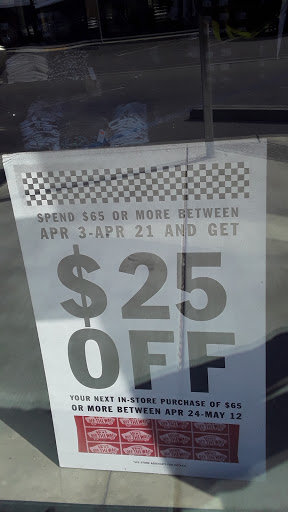 SPEND $65 OR MORE BETWEEN
APR 3-APR 21 AND GET
$25
OFF
YOUR NEXT IN-STORE PURCHASE OF $65
OR MORE BETWEEN APR 24-MAY 12